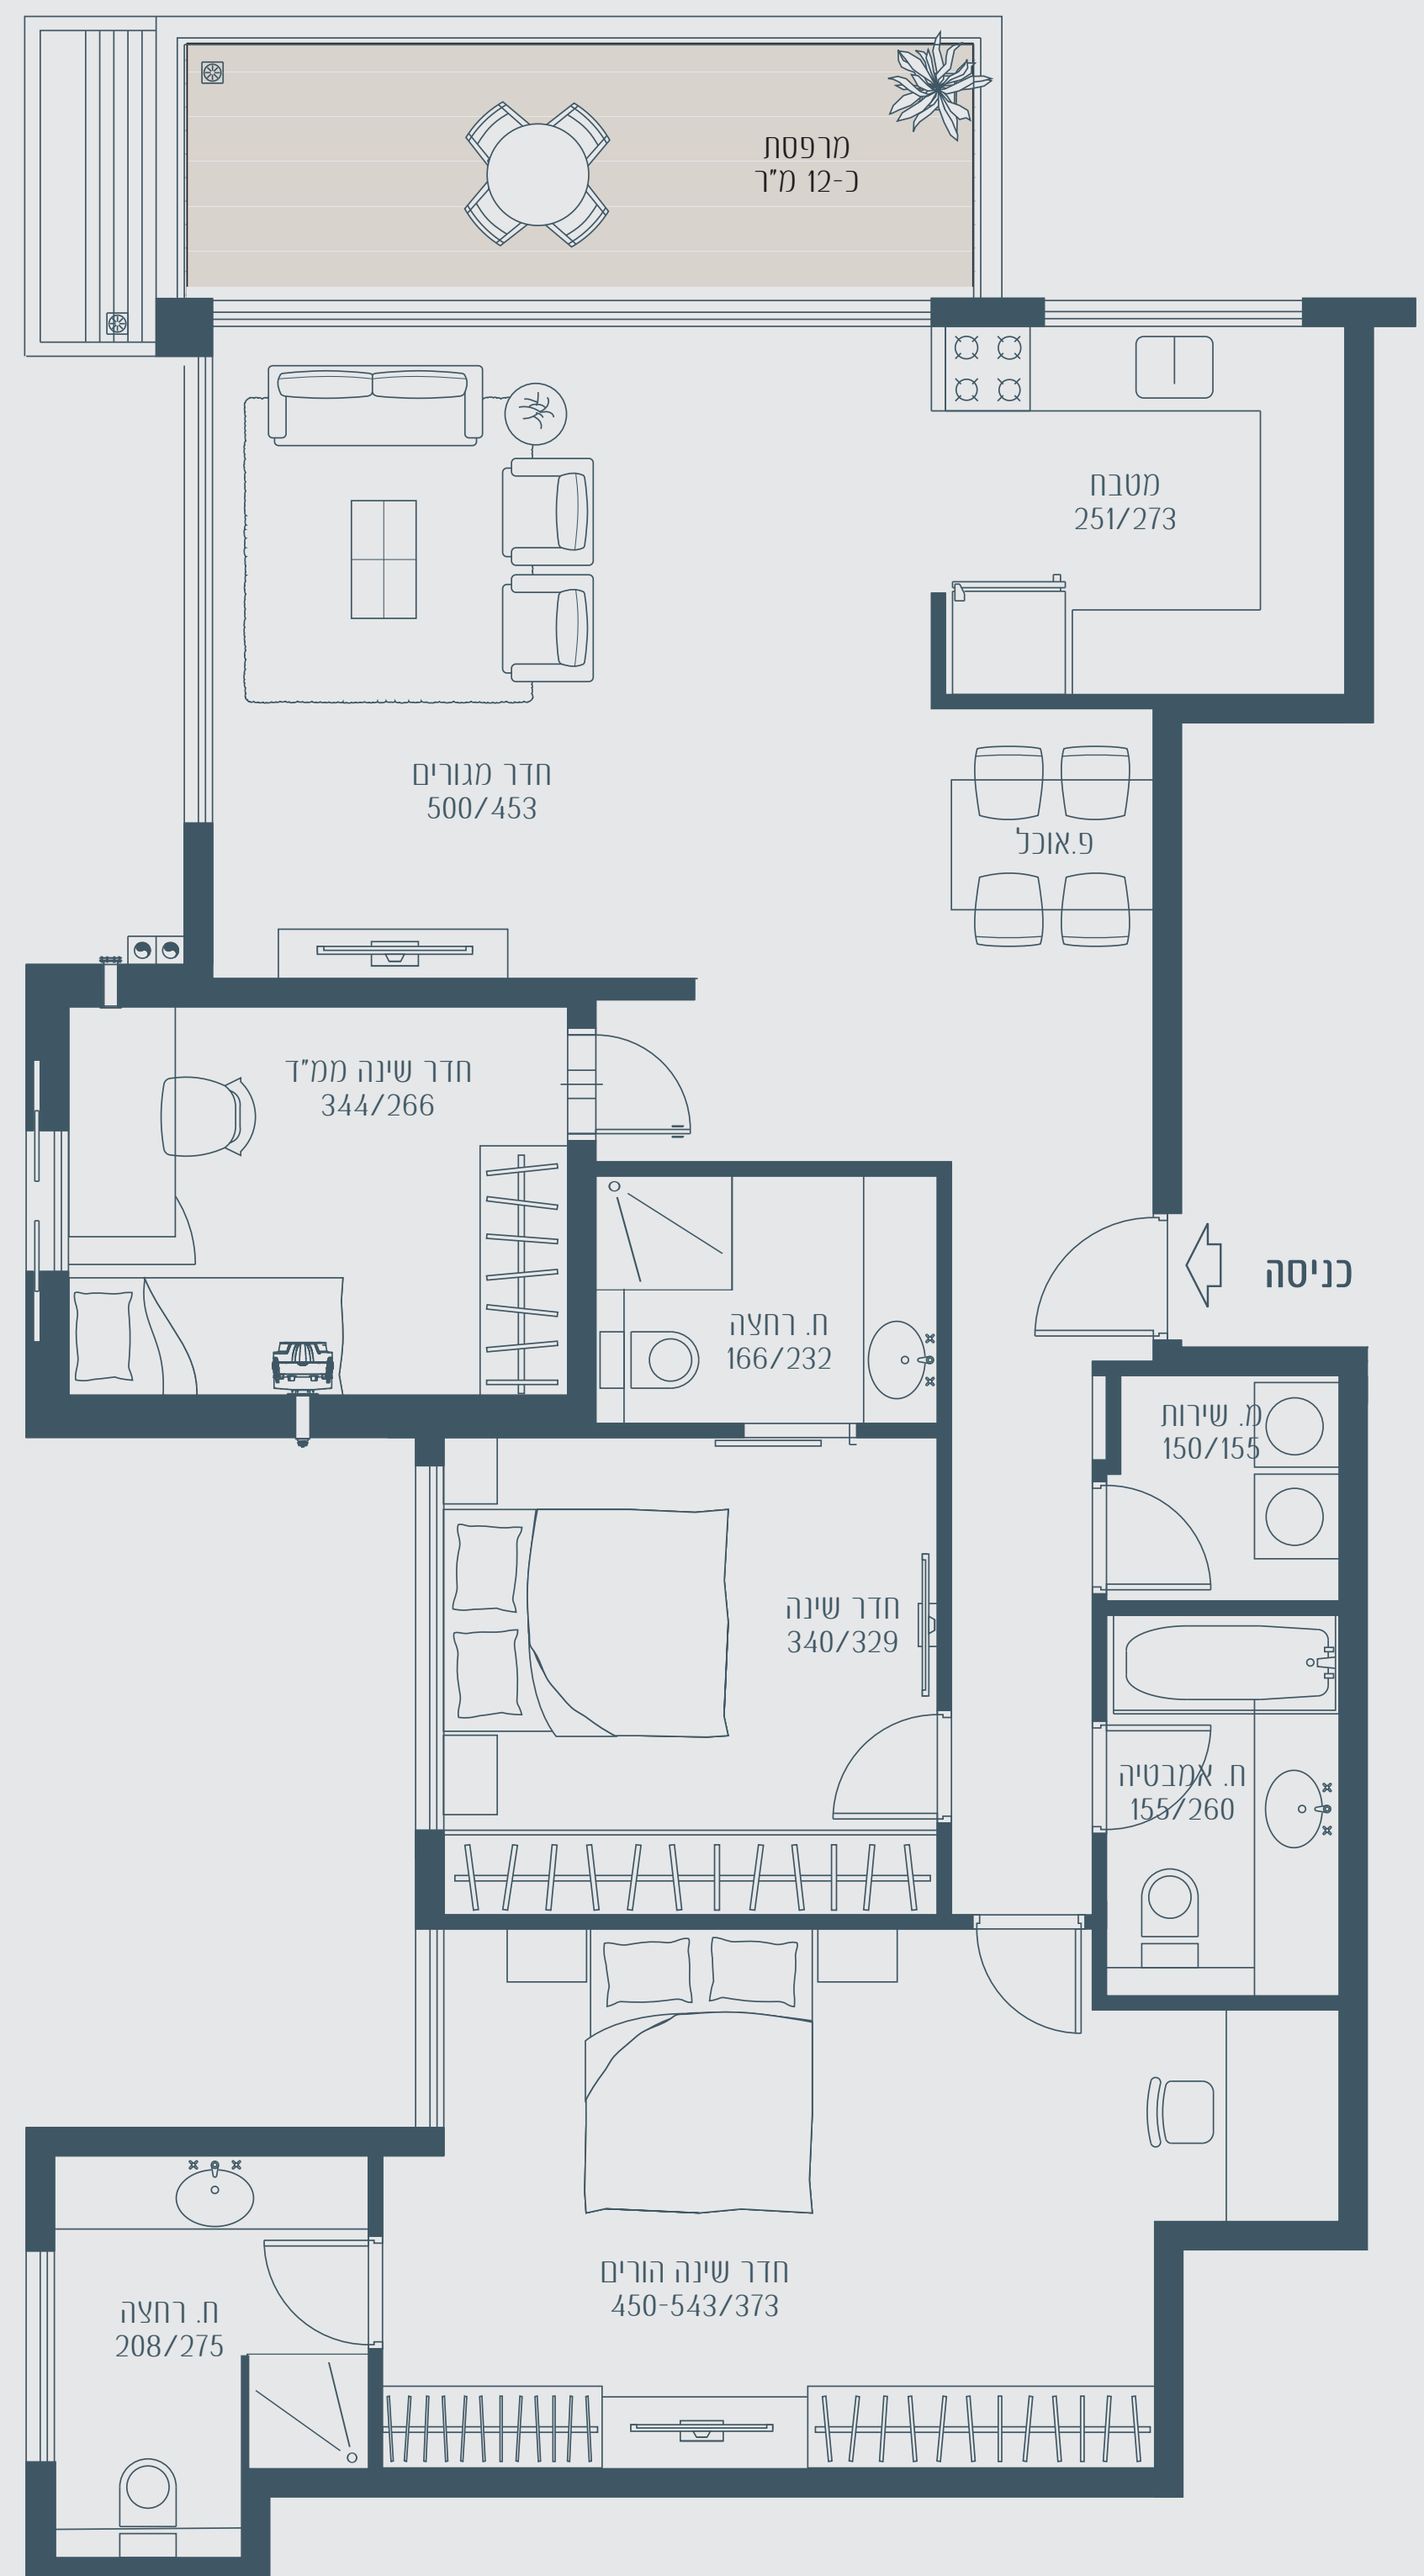 מרפסת
כ-12 מ"ר
מטבח
251/273
חדר מגורים
500/453
פ.אוכל
חדר שינה ממ"ד
344/266
כניסה
ח. רחצה
166/232
מ. שירות
150/155
חדר שינה
340/329
ח. אמבטיה
155/260
חדר שינה הורים
450-543/373
ח. רחצה
208/275